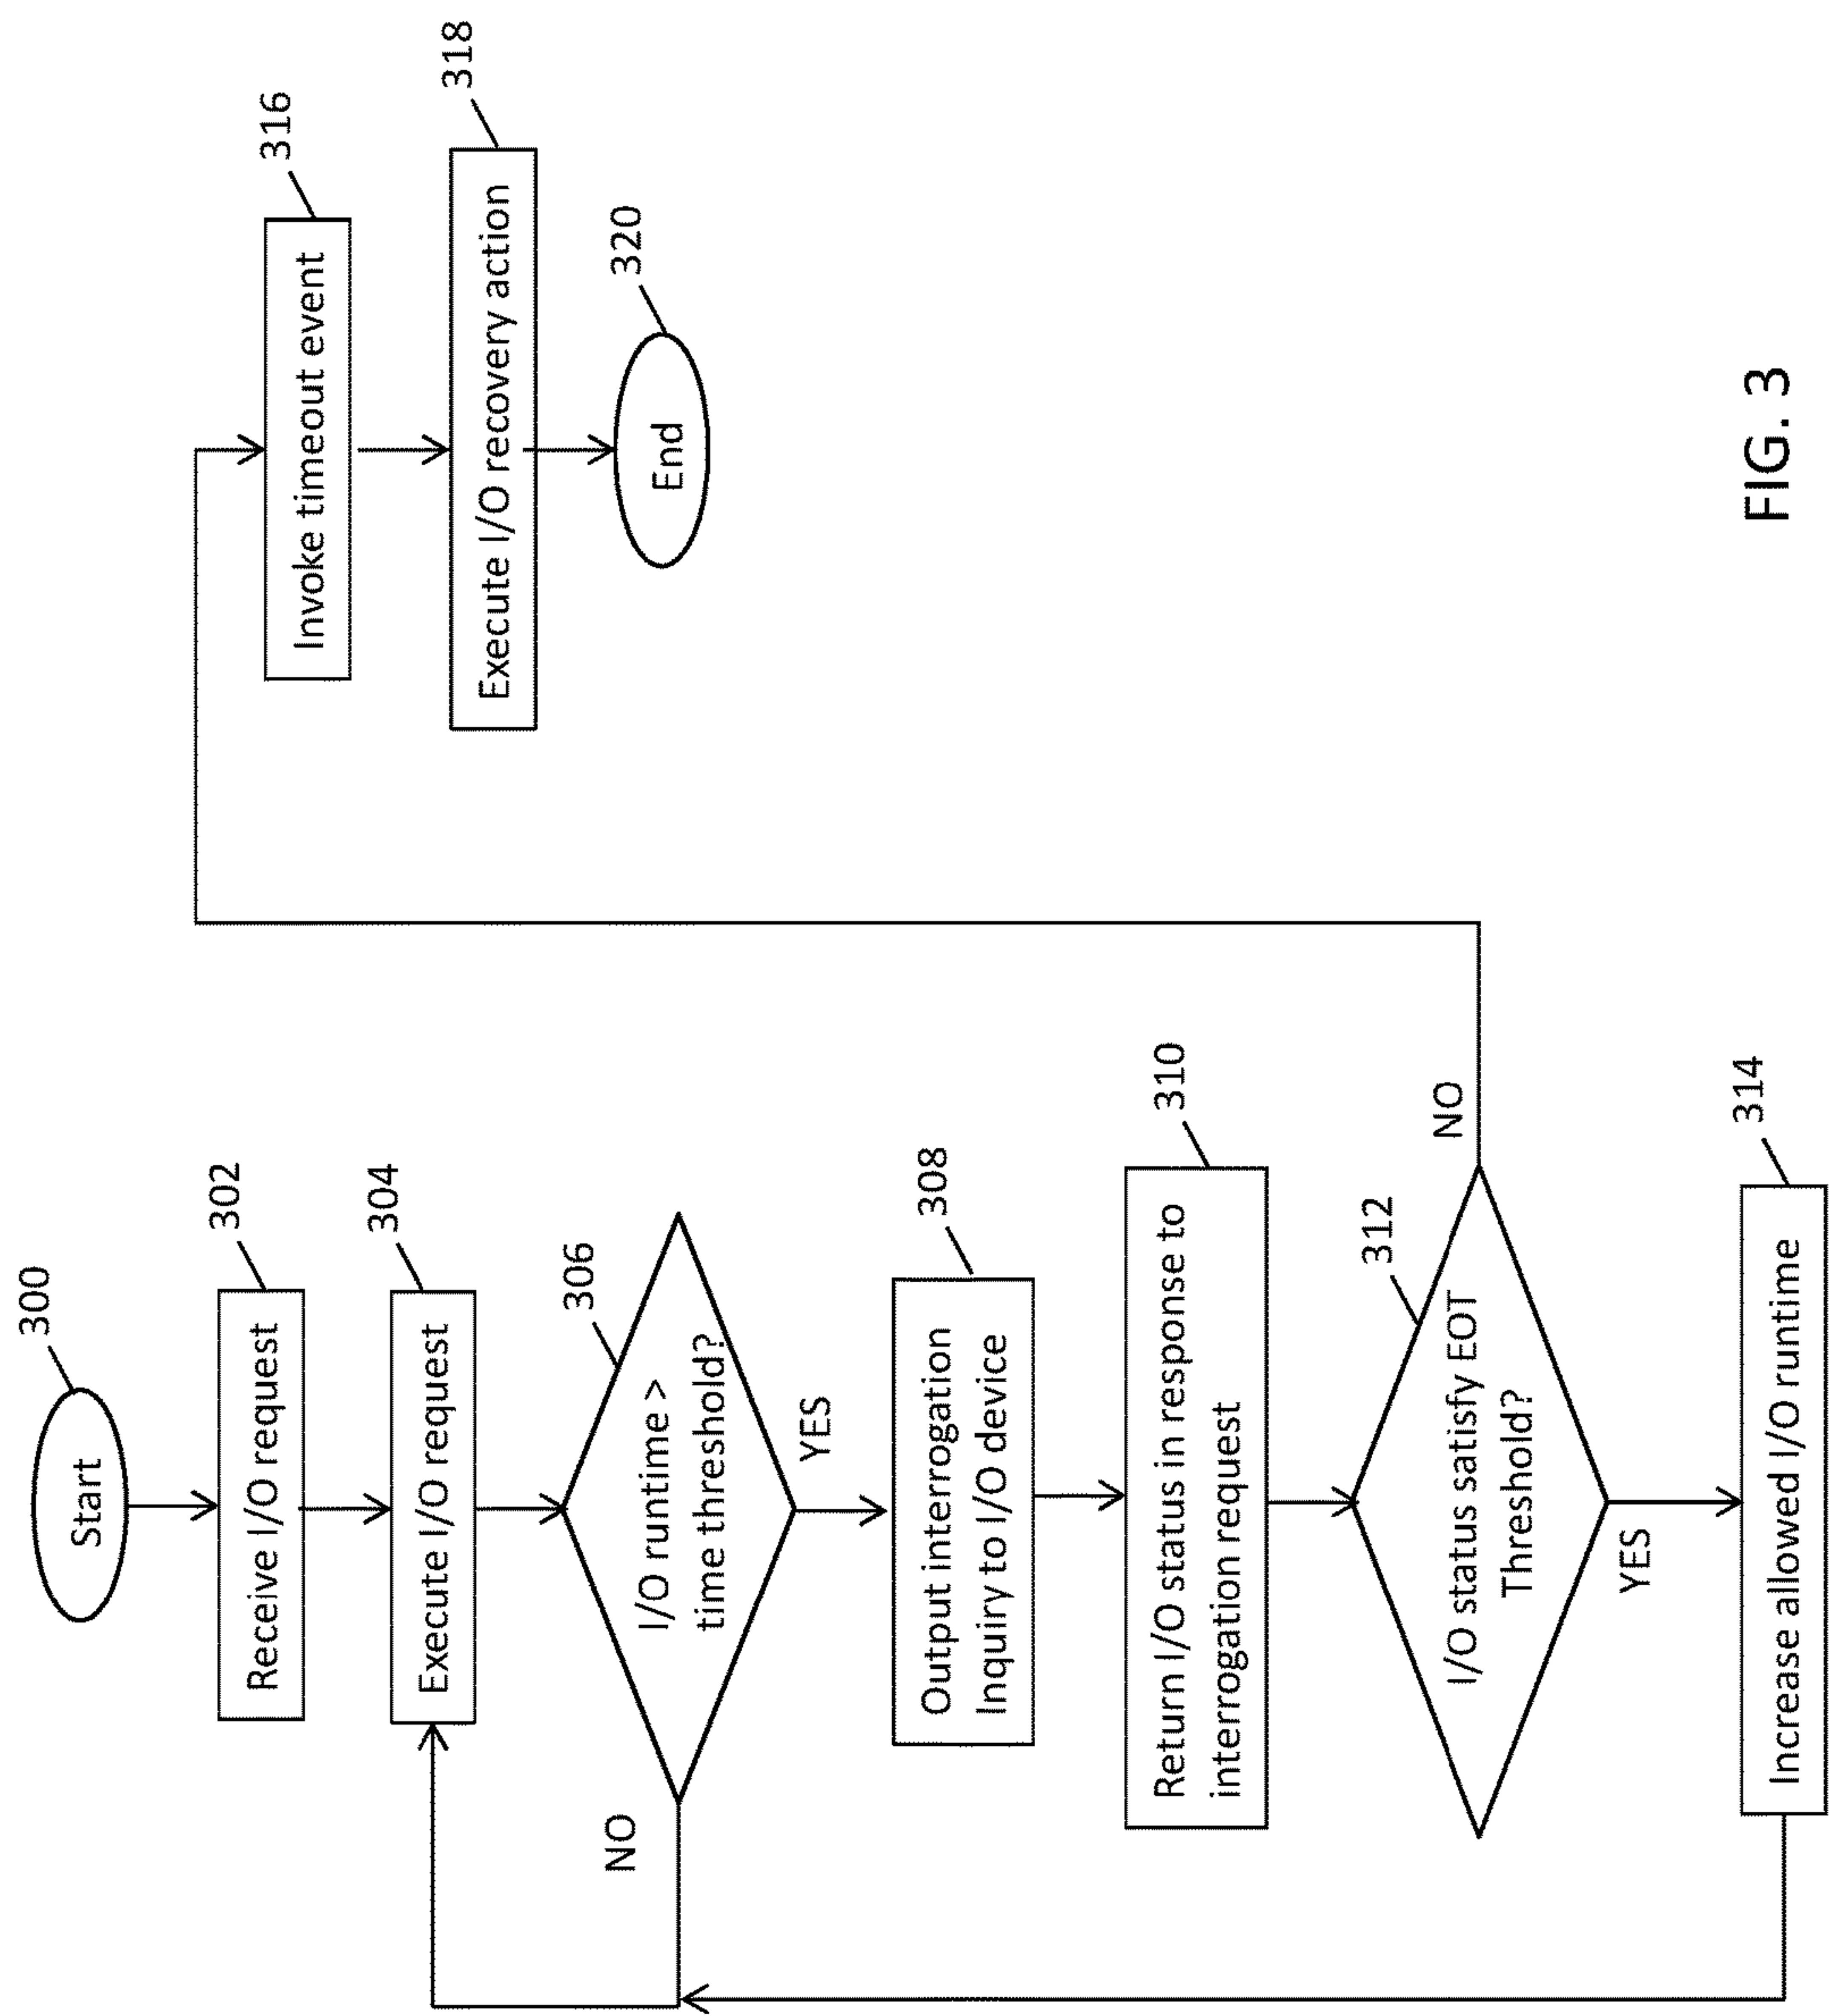 300
Start
302
Receive I/O request
304
Execute I/O request
306
I/O runtime >
time threshold?
NO
YES
308
Output interrogation
Inquiry to I/O device
310
Return I/O status in response to
interrogation request
312
I/O status satisfy EOT
Threshold?
NO
YES
314
Increase allowed I/O runtime
316
Invoke timeout event
318
Execute I/O recovery action
320
End
FIG. 3